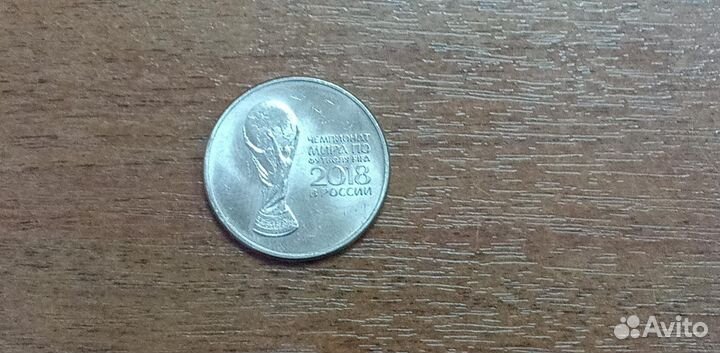 ЧЕМПИОНАТ
МИРА ПО
ФУТБОЛУ FIFA
2018
В РОССИИ
Avito